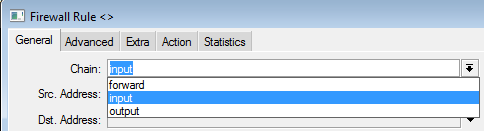 Firewall Rule <>
General Advanced Extra Action Statistics
Chain: input
forward
Src. Address: input
output
Dst. Address: